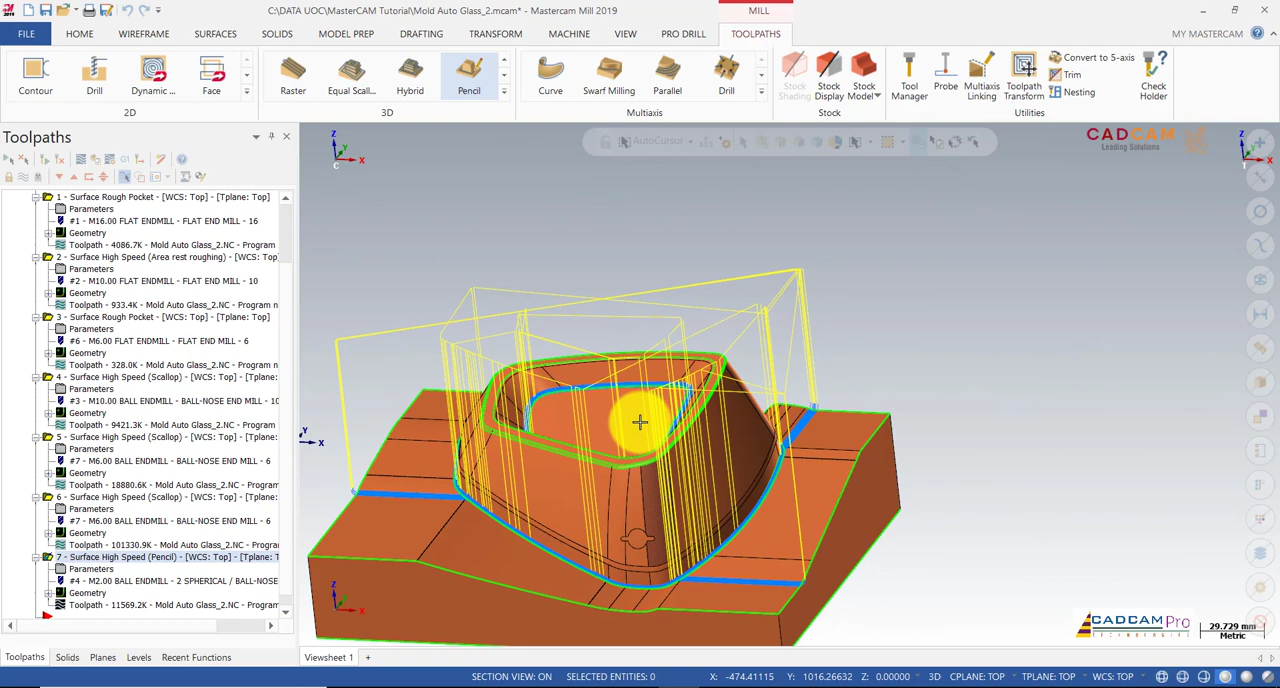 C:\DATA UOC\MasterCAM Tutorial\Mold Auto Glass_2.mcam* - Mastercam Mill 2019
MILL
FILE
HOME
WIREFRAME
SURFACES
SOLIDS
MODEL PREP
DRAFTING
TRANSFORM
MACHINE
VIEW
PRO DRILL
TOOLPATHS
MY MASTERCAM
Contour
Drill
Dynamic ...
Face
2D
Raster
Equal Scall...
Hybrid
Pencil
3D
Curve
Swarf Milling
Parallel
Drill
Multiaxis
Stock Shading
Stock Display
Stock Model
Stock
Tool Manager
Probe
Multiaxis Linking
Toolpath Transform
Convert to 5-axis
Trim
Nesting
Check Holder
Utilities
Toolpaths
AutoCursor
CADCAM
Leading Solutions
1 - Surface Rough Pocket - [WCS: Top] - [Tplane: Top]
Parameters
#1 - M16.00 FLAT ENDMILL - FLAT END MILL - 16
Geometry
Toolpath - 4086.7K - Mold Auto Glass_2.NC - Program
2 - Surface High Speed (Area rest roughing) - [WCS: Top
Parameters
#2 - M10.00 FLAT ENDMILL - FLAT END MILL - 10
Geometry
Toolpath - 933.4K - Mold Auto Glass_2.NC - Program n
3 - Surface Rough Pocket - [WCS: Top] - [Tplane: Top]
Parameters
#6 - M6.00 FLAT ENDMILL - FLAT END MILL - 6
Geometry
Toolpath - 328.0K - Mold Auto Glass_2.NC - Program n
4 - Surface High Speed (Scallop) - [WCS: Top] - [Tplane:
Parameters
#3 - M10.00 BALL ENDMILL - BALL-NOSE END MILL - 10
Geometry
Toolpath - 9421.3K - Mold Auto Glass_2.NC - Program
5 - Surface High Speed (Scallop) - [WCS: Top] - [Tplane:
Parameters
#7 - M6.00 BALL ENDMILL - BALL-NOSE END MILL - 6
Geometry
Toolpath - 18880.6K - Mold Auto Glass_2.NC - Program
6 - Surface High Speed (Scallop) - [WCS: Top] - [Tplane:
Parameters
#7 - M6.00 BALL ENDMILL - BALL-NOSE END MILL - 6
Geometry
Toolpath - 101330.9K - Mold Auto Glass_2.NC - Program
7 - Surface High Speed (Pencil) - [WCS: Top] - [Tplane: T
Parameters
#4 - M2.00 BALL ENDMILL - 2 SPHERICAL / BALL-NOSE
Geometry
Toolpath - 11569.2K - Mold Auto Glass_2.NC - Program
Z
Y
X
C
Z
Y
X
T
Y
X
Z
Y
X
CADCAMPro
29.729 mm
Metric
Toolpaths
Solids
Planes
Levels
Recent Functions
Viewsheet 1
+
SECTION VIEW: ON
SELECTED ENTITIES: 0
X: -474.41115
Y: 1016.26632
Z: 0.00000
3D
CPLANE: TOP
TPLANE: TOP
WCS: TOP